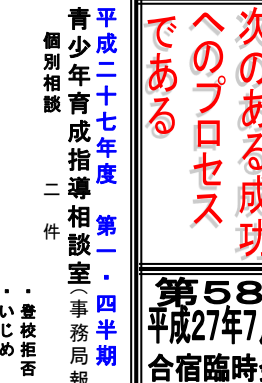 次のある成功
へのプロセス
である
第58
平成27年7月
合宿臨時会
平成二十七年度 第一・四半期
青少年育成指導相談室（事務局報
個別相談 二件
・登校拒否
・いじめ